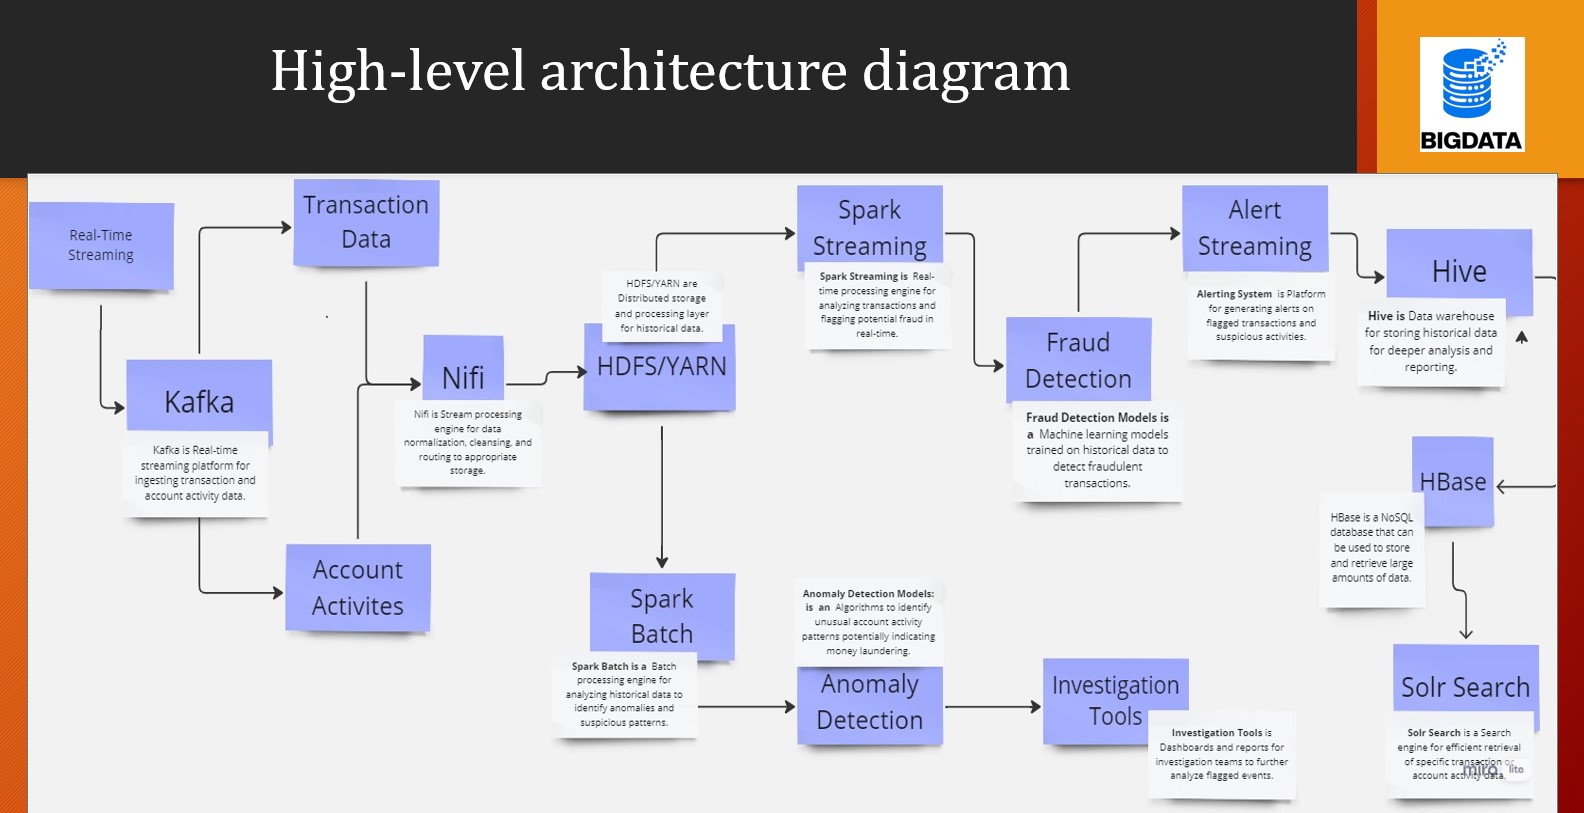 High-level architecture diagram
BIGDATA
Real-Time
Streaming
Transaction
Data
Kafka
Kafka is Real-time
streaming platform for
ingesting transaction and
account activity data.
Account
Activites
Nifi
Nifi is Stream processing
engine for data
normalization, cleansing, and
routing to appropriate
storage.
HDFS/YARN are
Distributed storage
and processing layer
for historical data.
HDFS/YARN
Spark
Streaming
Spark Streaming is Real-
time processing engine for
analyzing transactions and
flagging potential fraud in
real-time.
Fraud
Detection
Fraud Detection Models is
a Machine learning models
trained on historical data to
detect fraudulent
transactions.
Alert
Streaming
Alerting System is Platform
for generating alerts on
flagged transactions and
suspicious activities.
Hive
Hive is Data warehouse
for storing historical data
for deeper analysis and
reporting.
HBase
HBase is a NoSQL
database that can
be used to store
and retrieve large
amounts of data.
Spark
Batch
Spark Batch is a Batch
processing engine for
analyzing historical data to
identify anomalies and
suspicious patterns.
Anomaly Detection Models:
is an Algorithms to identify
unusual account activity
patterns potentially indicating
money laundering.
Anomaly
Detection
Investigation
Tools
Investigation Tools is
Dashboards and reports for
investigation teams to further
analyze flagged events.
Solr Search
Solr Search is a Search
engine for efficient retrieval
of specific transaction or
account activity data.
miro lite